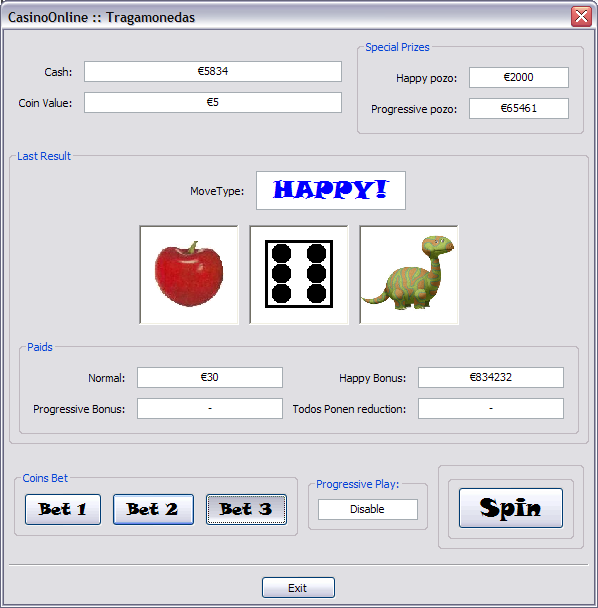 CasinoOnline :: Tragamonedas
Special Prizes
Cash: €5834
Happy pozo: €2000
Coin Value: €5
Progressive pozo: €65461
Last Result
MoveType: HAPPY!
Paids
Normal: €30 Happy Bonus: €834232
Progressive Bonus: - Todos Ponen reduction: -
Coins Bet
Bet 1 Bet 2 Bet 3
Progressive Play:
Disable
Spin
Exit